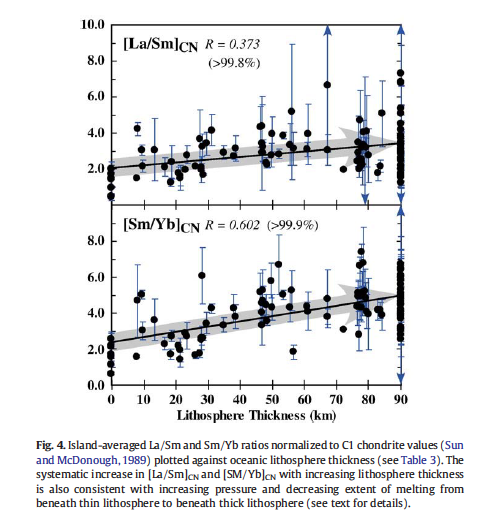 10.0
[La/Sm]CN R = 0.373
(>99.8%)
8.0
6.0
4.0
2.0
[Sm/Yb]CN R = 0.602 (>99.9%)
8.0
6.0
4.0
2.0
0.0
0 10 20 30 40 50 60 70 80 90
Lithosphere Thickness (km)
Fig. 4. Island-averaged La/Sm and Sm/Yb ratios normalized to C1 chondrite values (Sun
and McDonough, 1989) plotted against oceanic lithosphere thickness (see Table 3). The
systematic increase in [La/Sm]CN and [SM/Yb]CN with increasing lithosphere thickness
is also consistent with increasing pressure and decreasing extent of melting from
beneath thin lithosphere to beneath thick lithosphere (see text for details).